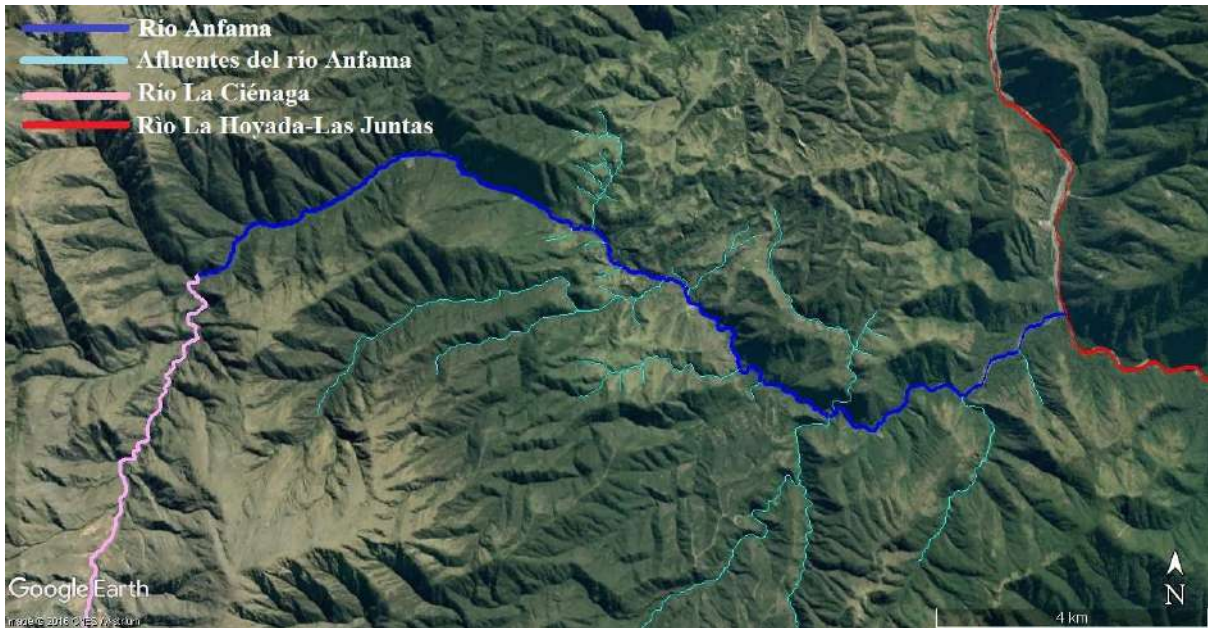 Río Anfama
Afluentes del río Anfama
Río La Ciénaga
Rìo La Hoyada-Las Juntas
Google Earth
N
4 km